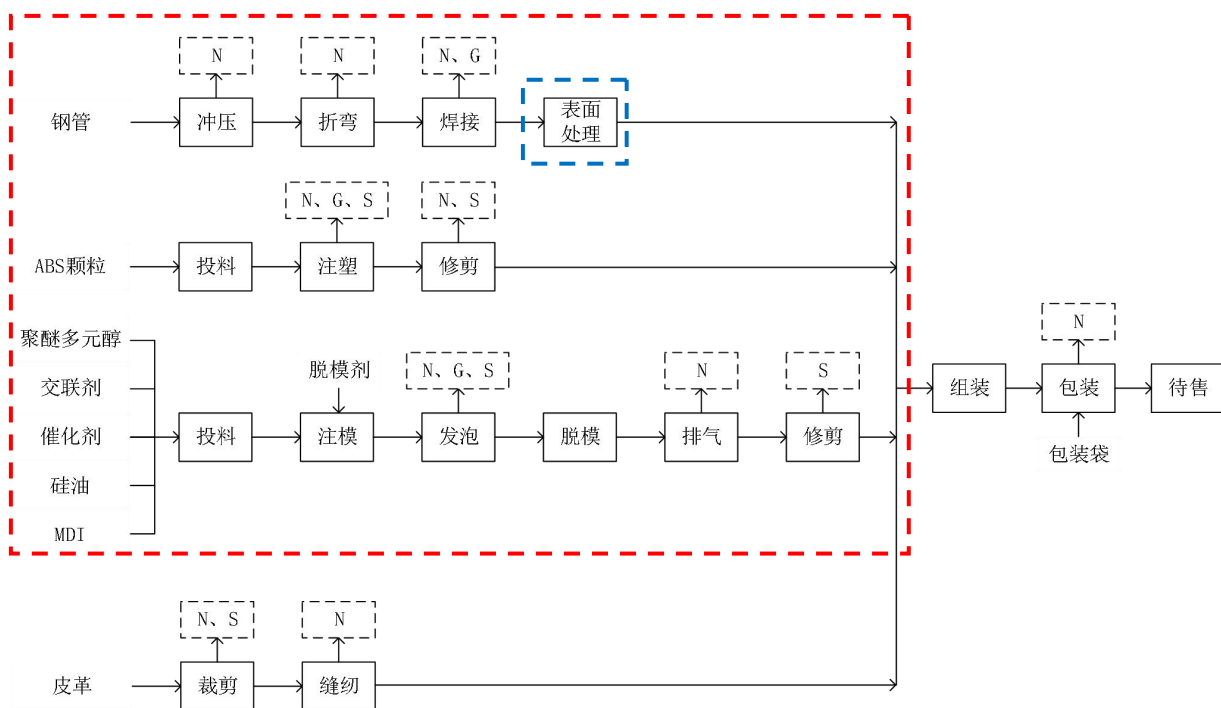 N
N
N、G
钢管
冲压
折弯
焊接
表面
处理
N、G、S
N、S
ABS颗粒
投料
注塑
修剪
聚醚多元醇
交联剂
催化剂
硅油
MDI
脱模剂
N、G、S
N
S
投料
注模
发泡
脱模
排气
修剪
N
组装
包装
待售
包装袋
N、S
N
皮革
裁剪
缝纫